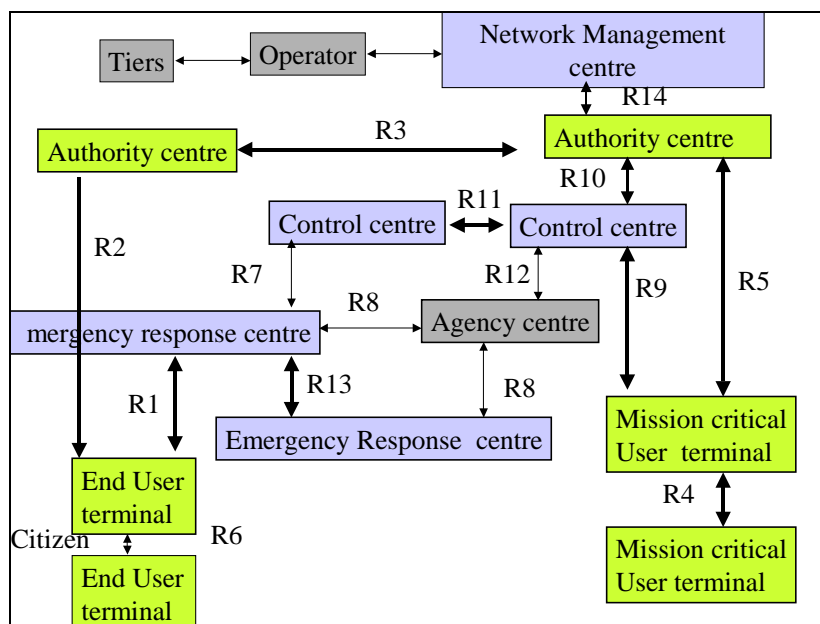 Network Management
centre
Tiers
Operator
R14
Authority centre
R3
Authority centre
R10
R11
Control centre
Control centre
R2
R7
R12
R9
R5
R8
Agency centre
mergency response centre
R1
R13
R8
Emergency Response centre
Mission critical
User terminal
End User
terminal
R4
Citizen
R6
Mission critical
User terminal
End User
terminal